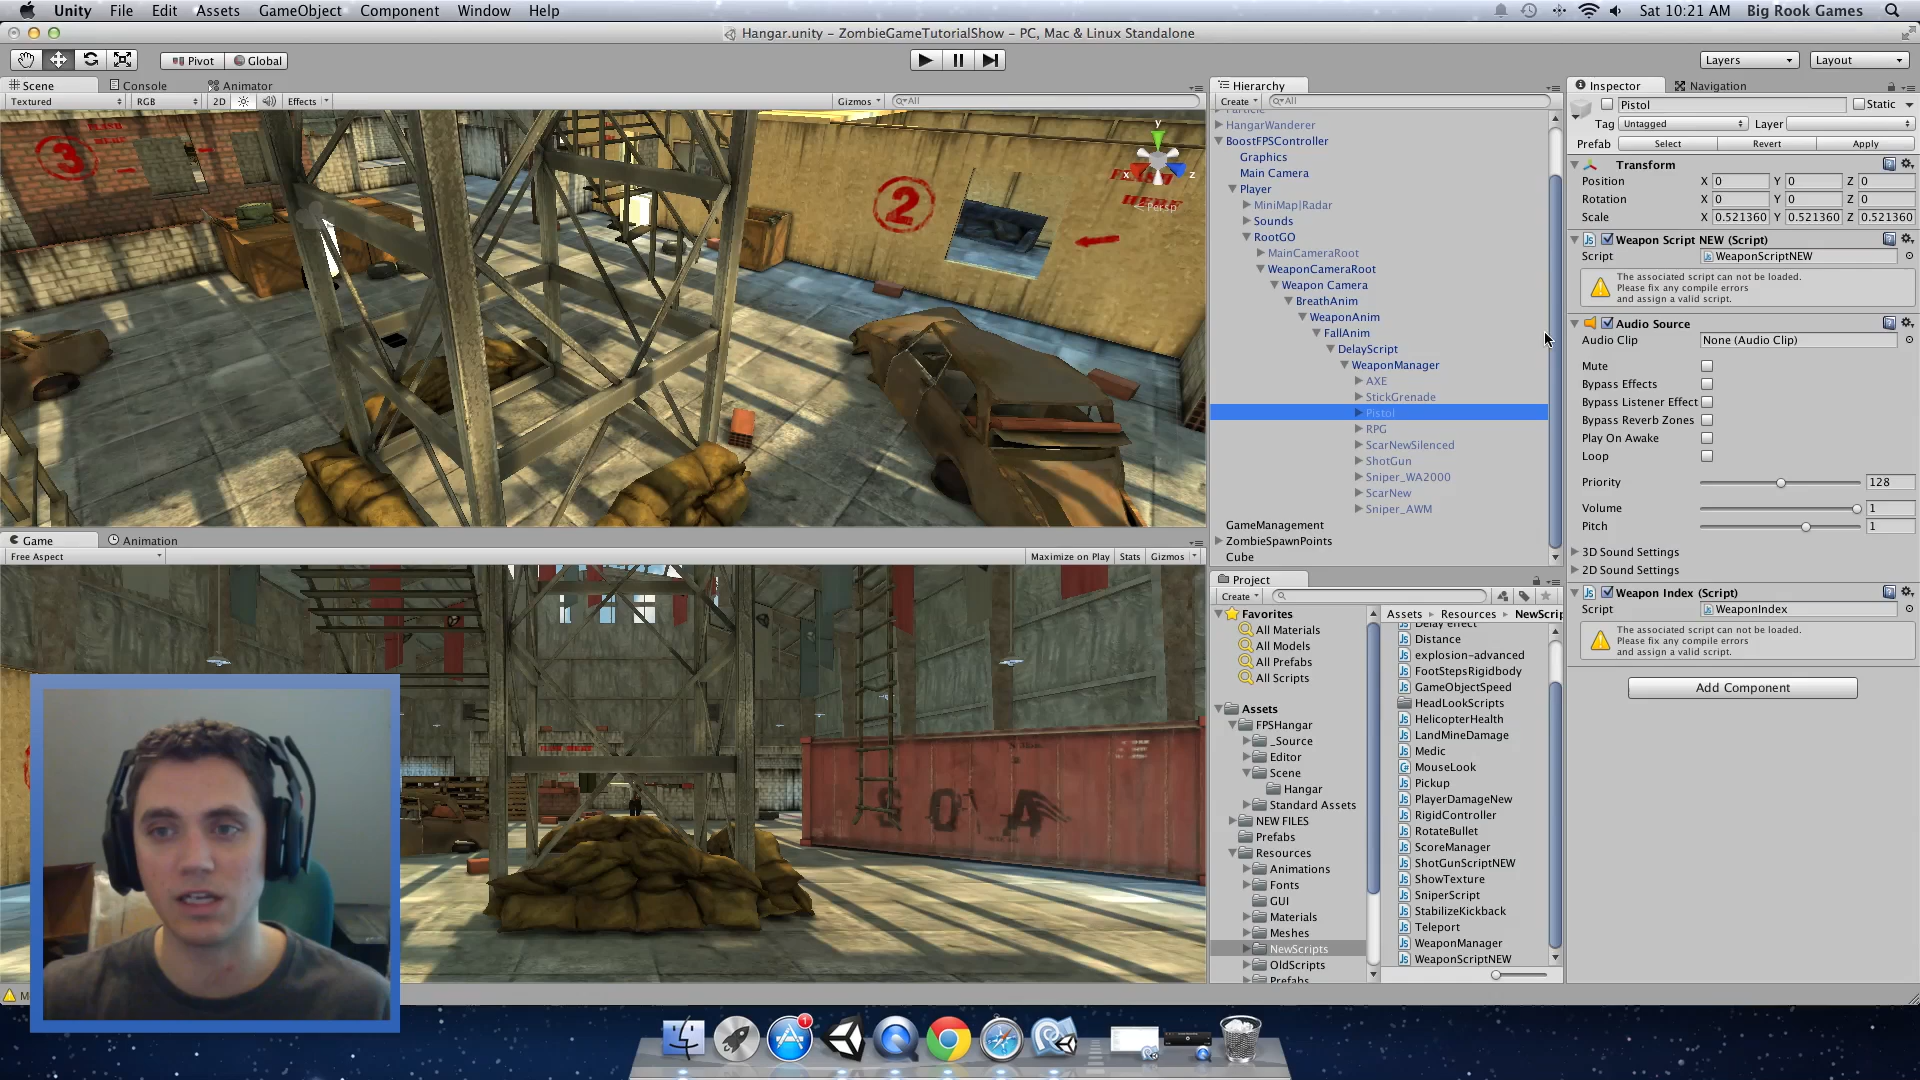 Unity File Edit Assets GameObject Component Window Help
Sat 10:21 AM Big Rook Games
Hangar.unity - ZombieGameTutorialShow - PC, Mac & Linux Standalone
Pivot Global
Layers Layout
Scene Console Animator
Textured RGB 2D Effects Gizmos All
3
2
y
x
z
Persp
SOVA
Game Animation
Free Aspect Maximize on Play Stats Gizmos
Hierarchy
Create All
HangarWanderer
BoostFPSController
Graphics
Main Camera
Player
MiniMap|Radar
Sounds
RootGO
MainCameraRoot
WeaponCameraRoot
Weapon Camera
BreathAnim
WeaponAnim
FallAnim
DelayScript
WeaponManager
AXE
StickGrenade
Pistol
RPG
ScarNewSilenced
ShotGun
Sniper_WA2000
ScarNew
Sniper_AWM
GameManagement
ZombieSpawnPoints
Cube
Project
Create
Favorites
All Materials
All Models
All Prefabs
All Scripts
Assets
FPSHangar
_Source
Editor
Scene
Hangar
Standard Assets
NEW FILES
Prefabs
Resources
Animations
Fonts
GUI
Materials
Meshes
NewScripts
OldScripts
Prefabs
Assets Resources NewScrip
Delay effect
Distance
explosion-advanced
FootStepsRigidbody
GameObjectSpeed
HeadLookScripts
HelicopterHealth
LandMineDamage
Medic
MouseLook
Pickup
PlayerDamageNew
RigidController
RotateBullet
ScoreManager
ShotGunScriptNEW
ShowTexture
SniperScript
StabilizeKickback
Teleport
WeaponManager
WeaponScriptNEW
Inspector Navigation
Pistol Static
Tag Untagged Layer
Prefab Select Revert Apply
Transform
Position X 0 Y 0 Z 0
Rotation X 0 Y 0 Z 0
Scale X 0.521360 Y 0.521360 Z 0.521360
Weapon Script NEW (Script)
Script WeaponScriptNEW
The associated script can not be loaded.
Please fix any compile errors
and assign a valid script.
Audio Source
Audio Clip None (Audio Clip)
Mute
Bypass Effects
Bypass Listener Effect
Bypass Reverb Zones
Play On Awake
Loop
Priority 128
Volume 1
Pitch 1
3D Sound Settings
2D Sound Settings
Weapon Index (Script)
Script WeaponIndex
The associated script can not be loaded.
Please fix any compile errors
and assign a valid script.
Add Component
1